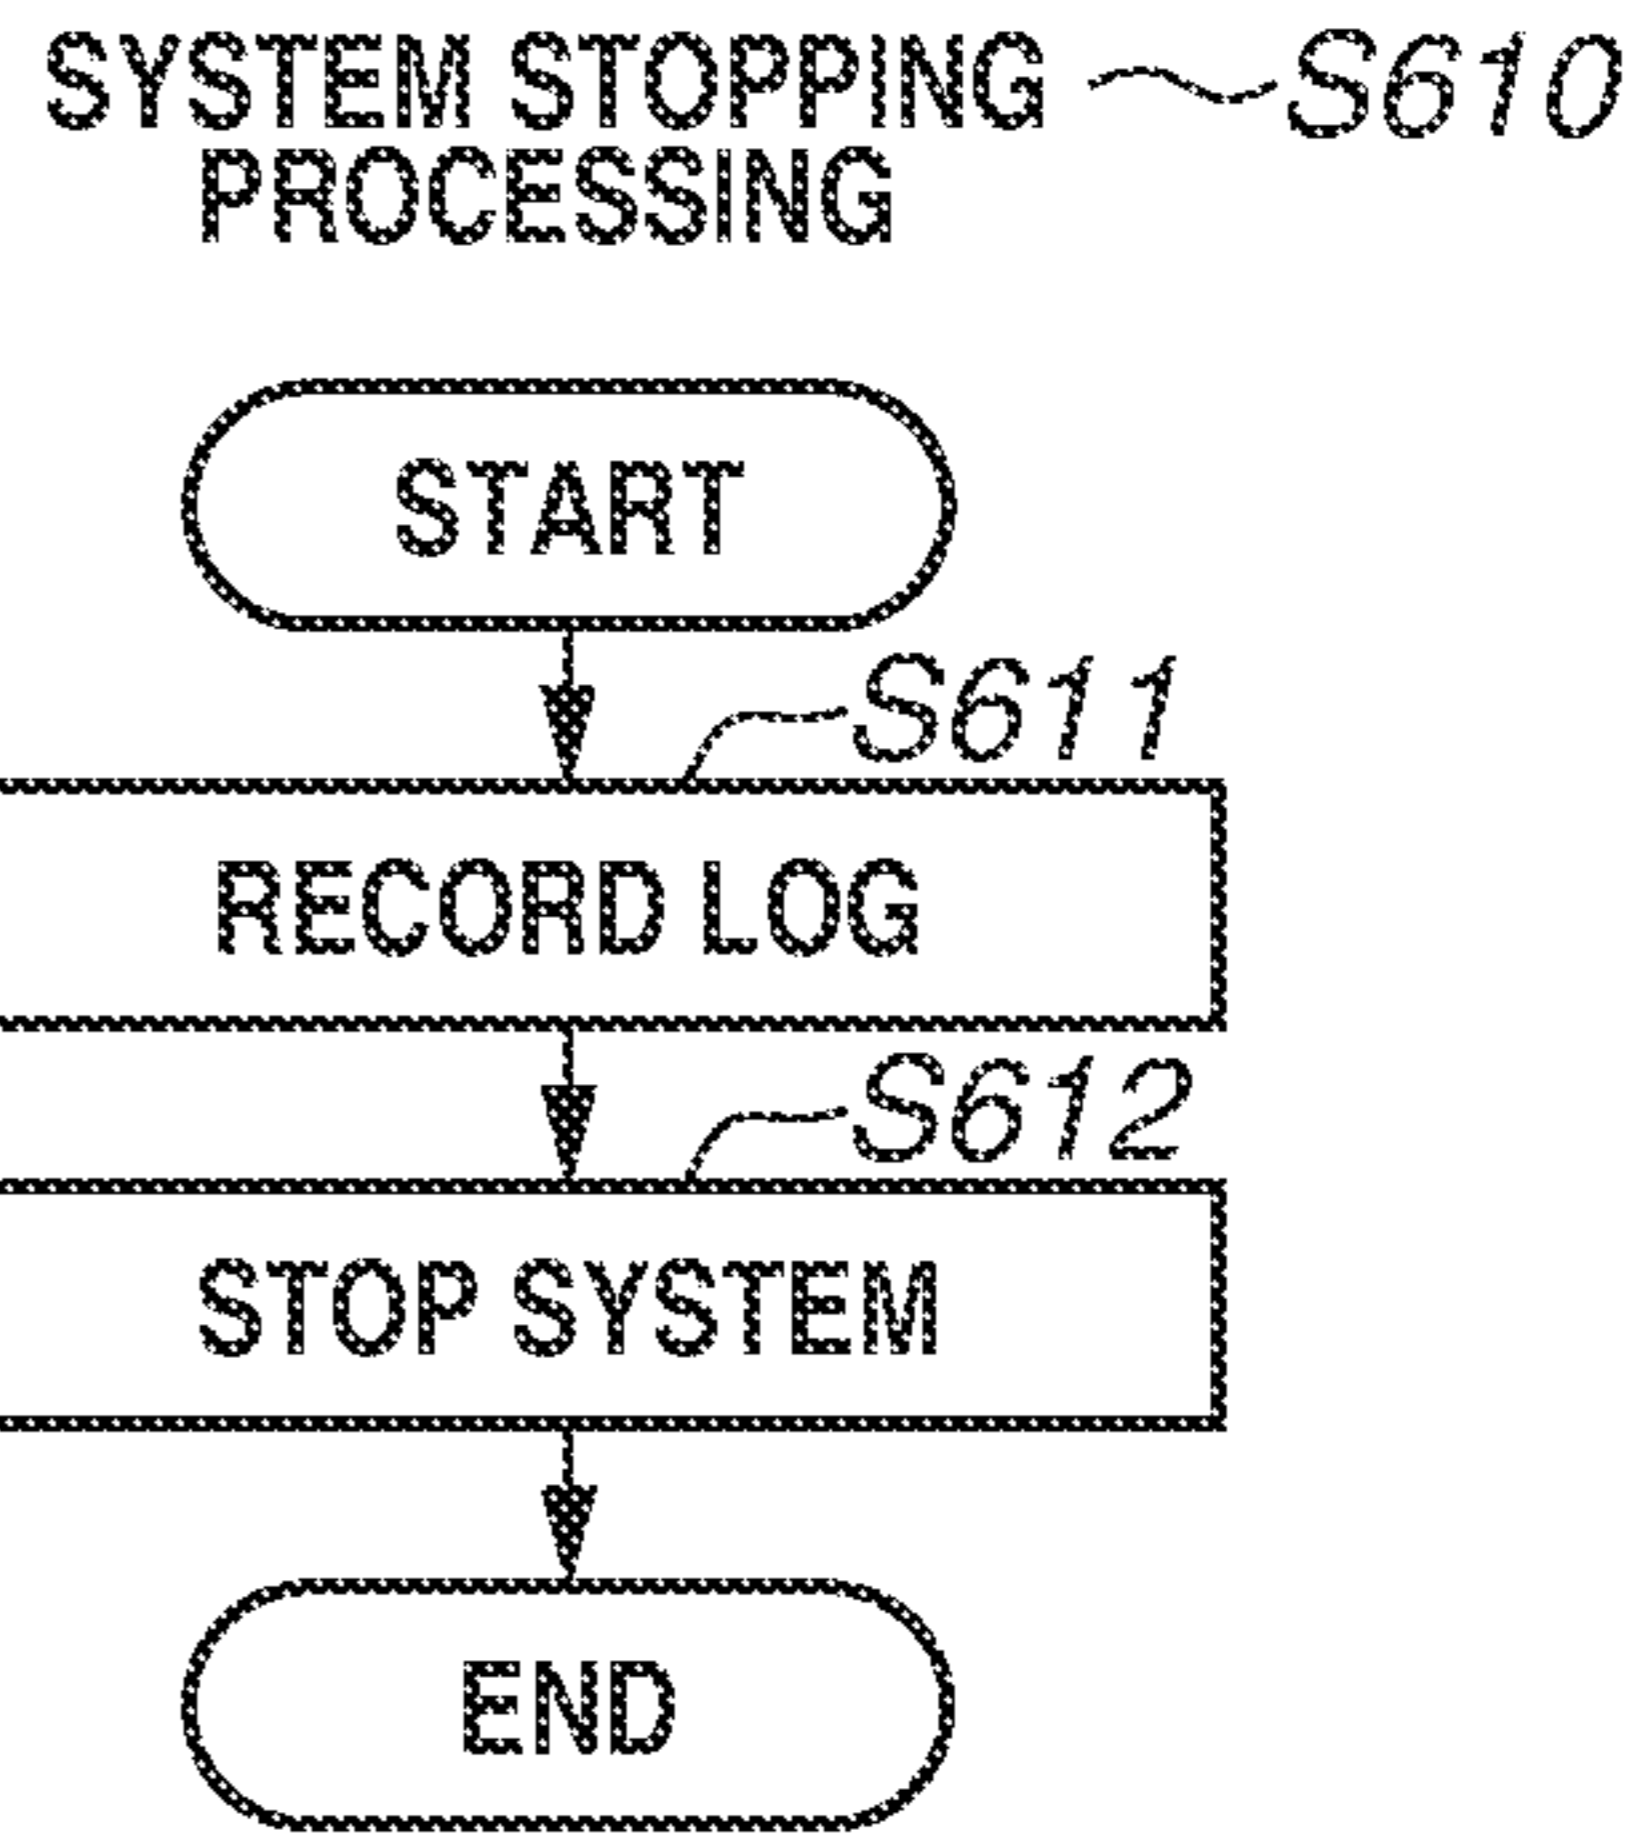 SYSTEM STOPPING S610
PROCESSING
START
S611
RECORD LOG
S612
STOP SYSTEM
END